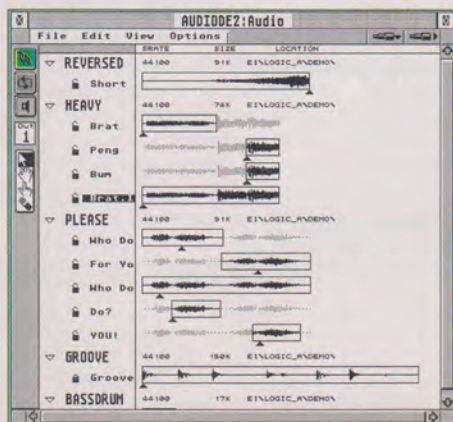 AUDIODE2:Audio
File Edit View Options
SRATE SIZE LOCATION
REVERSED 44100 91K E:\LOGIC_A\DEMO\
Short
HEAVY 44100 74K E:\LOGIC_A\DEMO\
Brat
Peng
Bum
PLEASE 44100 91K E:\LOGIC_A\DEMO\
Who Do
For Yo
Who Do
Do?
YOU!
GROOVE 44100 150K E:\LOGIC_A\DEMO\
Groove
BASSDRUM 44100 17K E:\LOGIC_A\DEMO\
Out
1